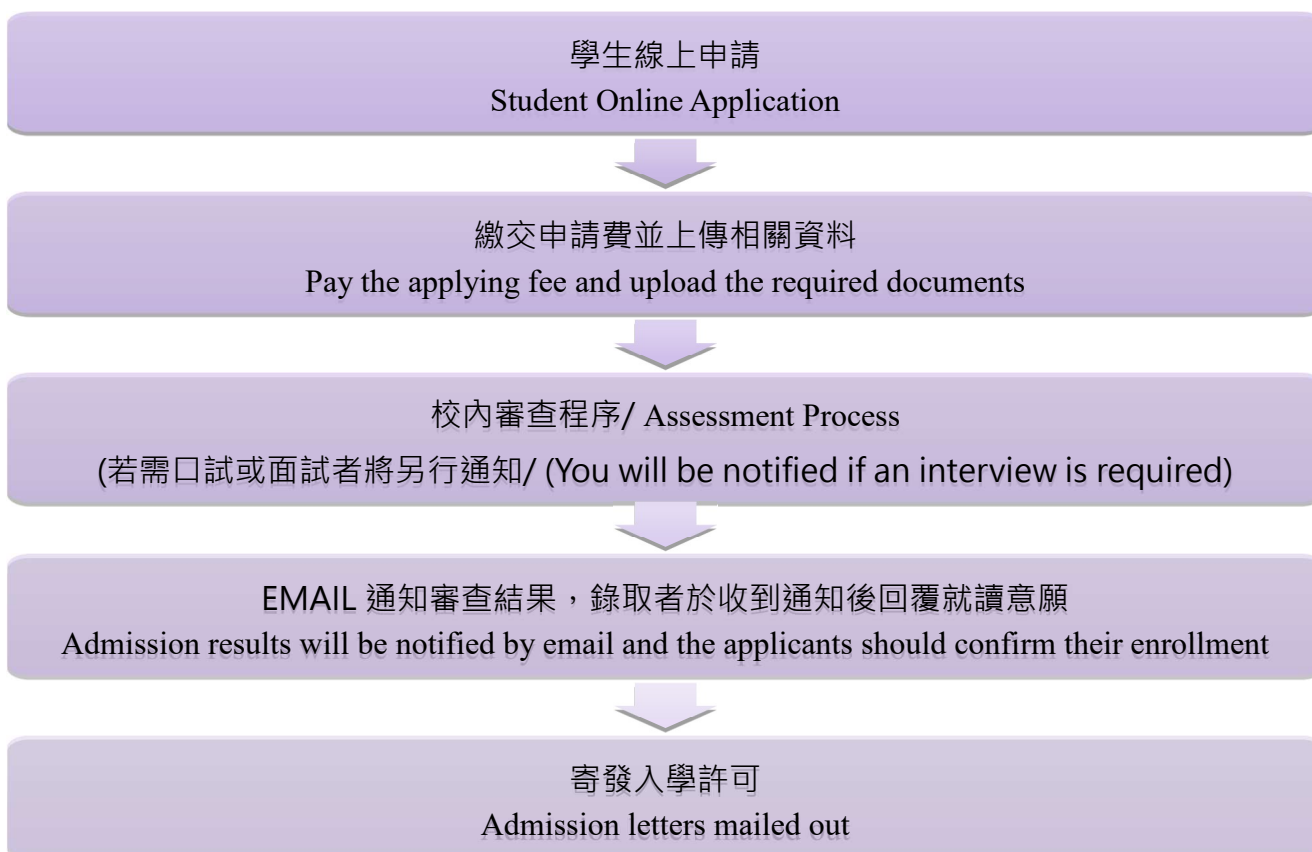 學生線上申請
Student Online Application
繳交申請費並上傳相關資料
Pay the applying fee and upload the required documents
校內審查程序/ Assessment Process
(若需口試或面試者將另行通知/ (You will be notified if an interview is required)
EMAIL 通知審查結果，錄取者於收到通知後回覆就讀意願
Admission results will be notified by email and the applicants should confirm their enrollment
寄發入學許可
Admission letters mailed out